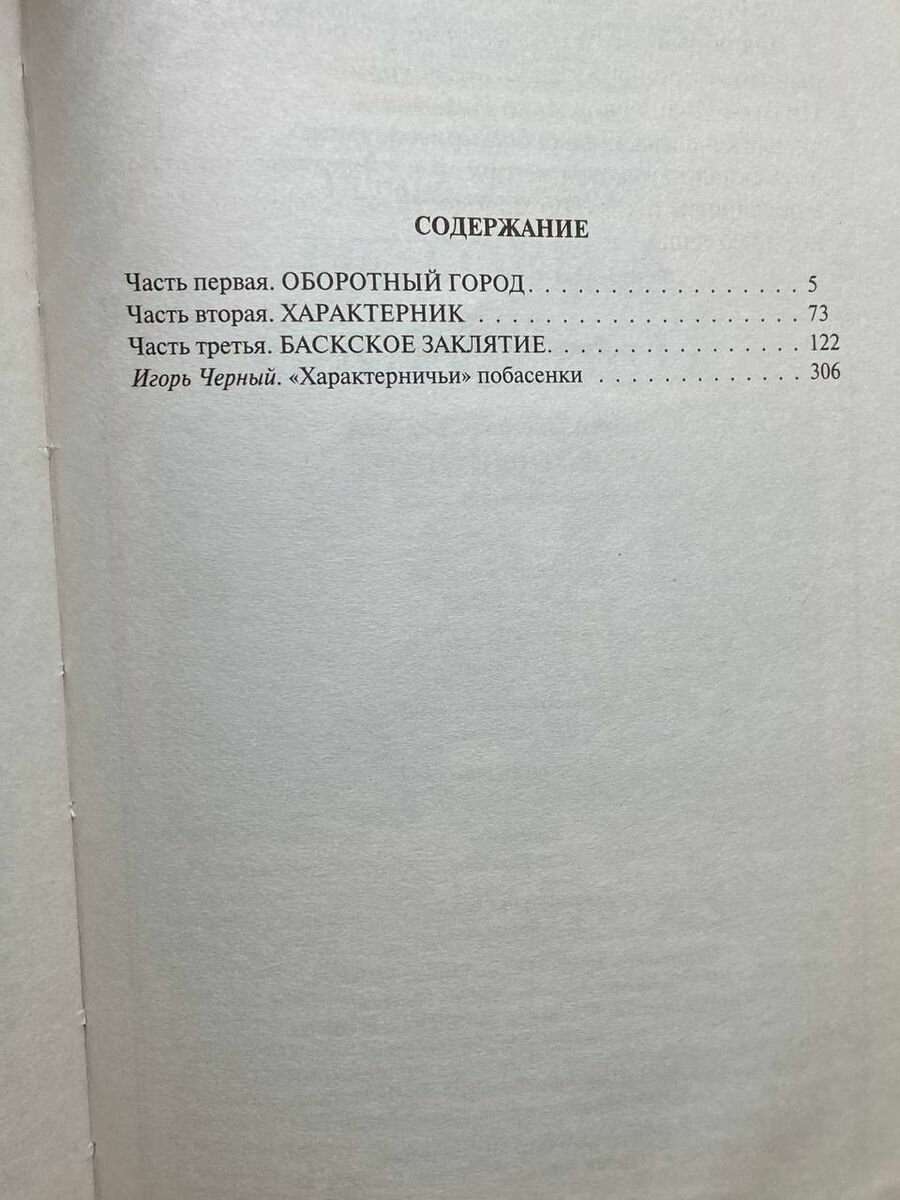 СОДЕРЖАНИЕ
Часть первая. ОБОРОТНЫЙ ГОРОД. . . . . . . . . . . . . . . . . . 5
Часть вторая. ХАРАКТЕРНИК . . . . . . . . . . . . . . . . . . . . . 73
Часть третья. БАСКСКОЕ ЗАКЛЯТИЕ. . . . . . . . . . . . . . . . 122
Игорь Черный. «Характерничьи» побасенки . . . . . . . . . . . . . 306